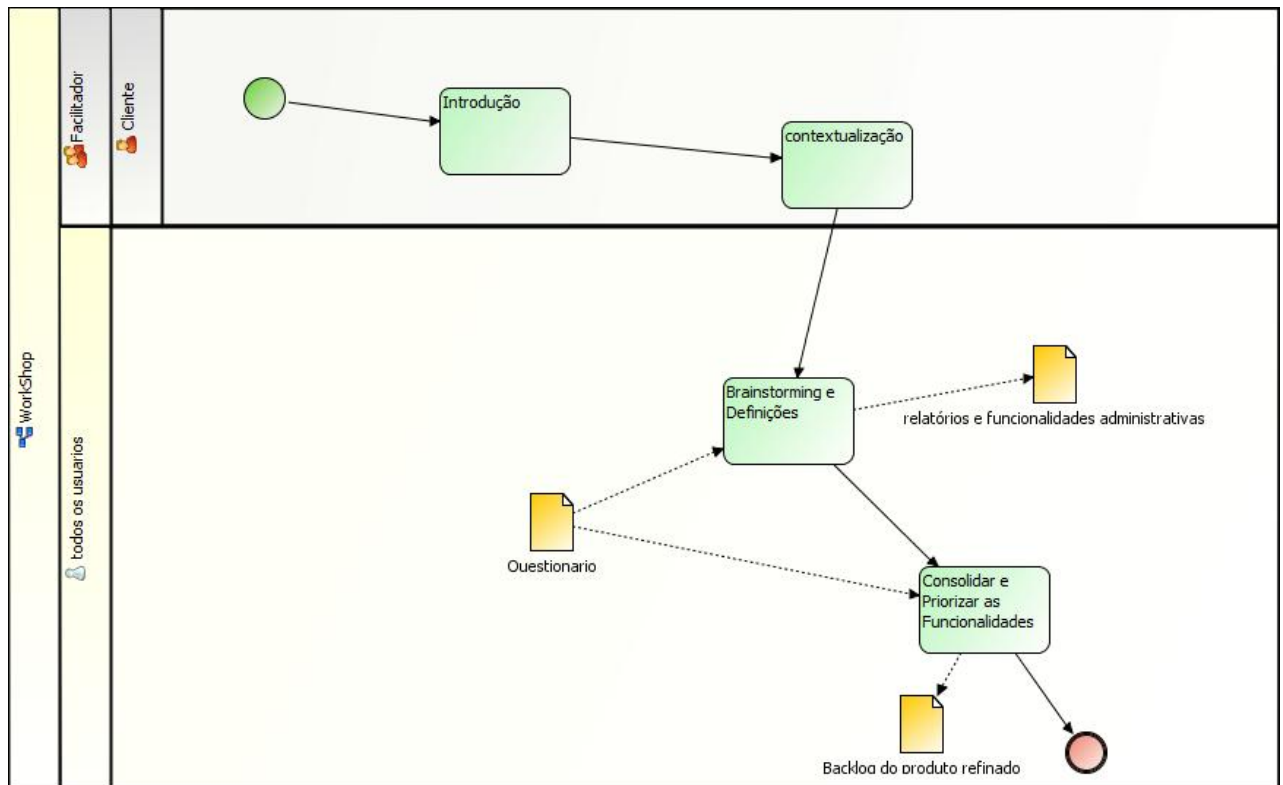 WorkShop
Facilitador
Cliente
Introdução
contextualização
todos os usuarios
Brainstorming e
Definições
relatórios e funcionalidades administrativas
Questionario
Consolidar e
Priorizar as
Funcionalidades
Backlog do produto refinado